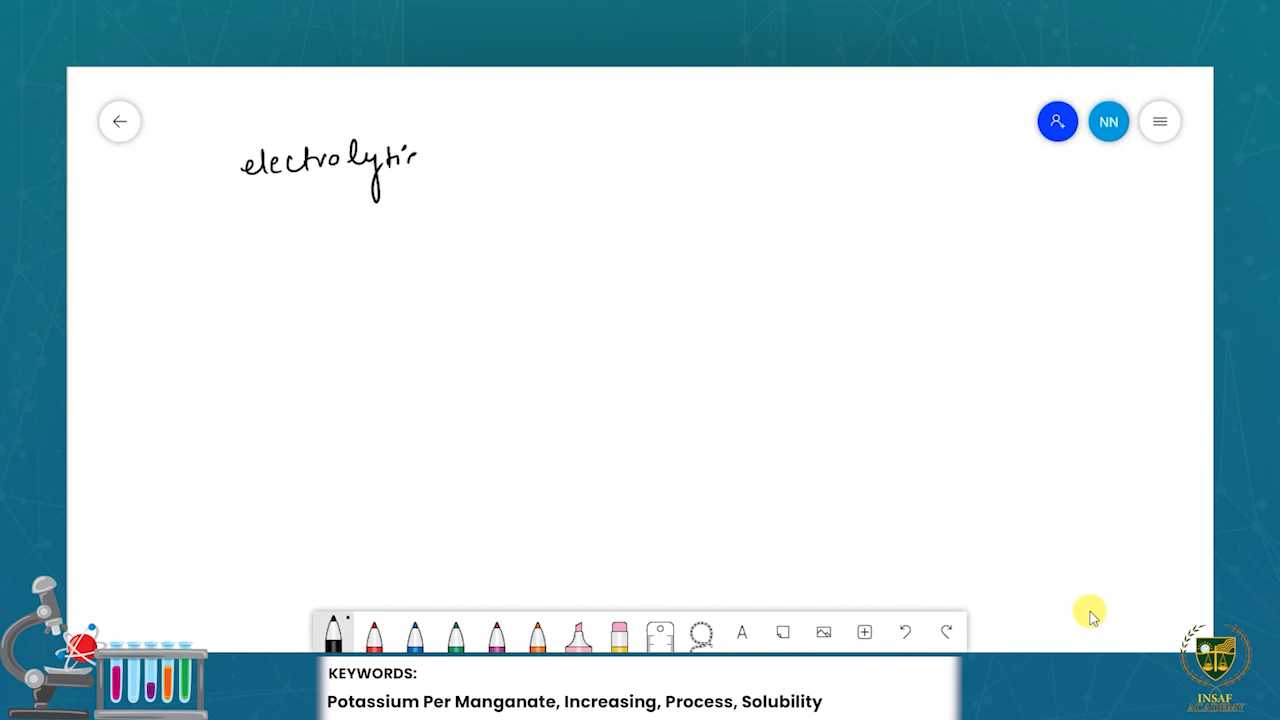 NN
electrolytic
A
KEYWORDS:
Potassium Per Manganate, Increasing, Process, Solubility
INSAF
ACADEMY